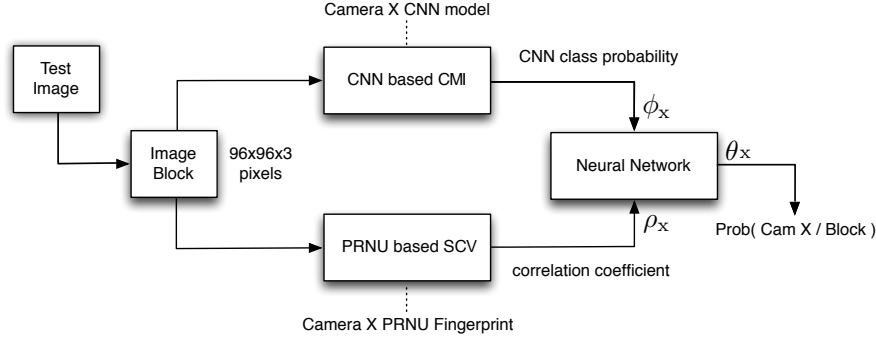 Camera X CNN model
Test
Image
CNN based CMI
CNN class probability
ϕx
Image
Block
96x96x3
pixels
Neural Network
θx
Prob( Cam X / Block )
PRNU based SCV
ρx
correlation coefficient
Camera X PRNU Fingerprint